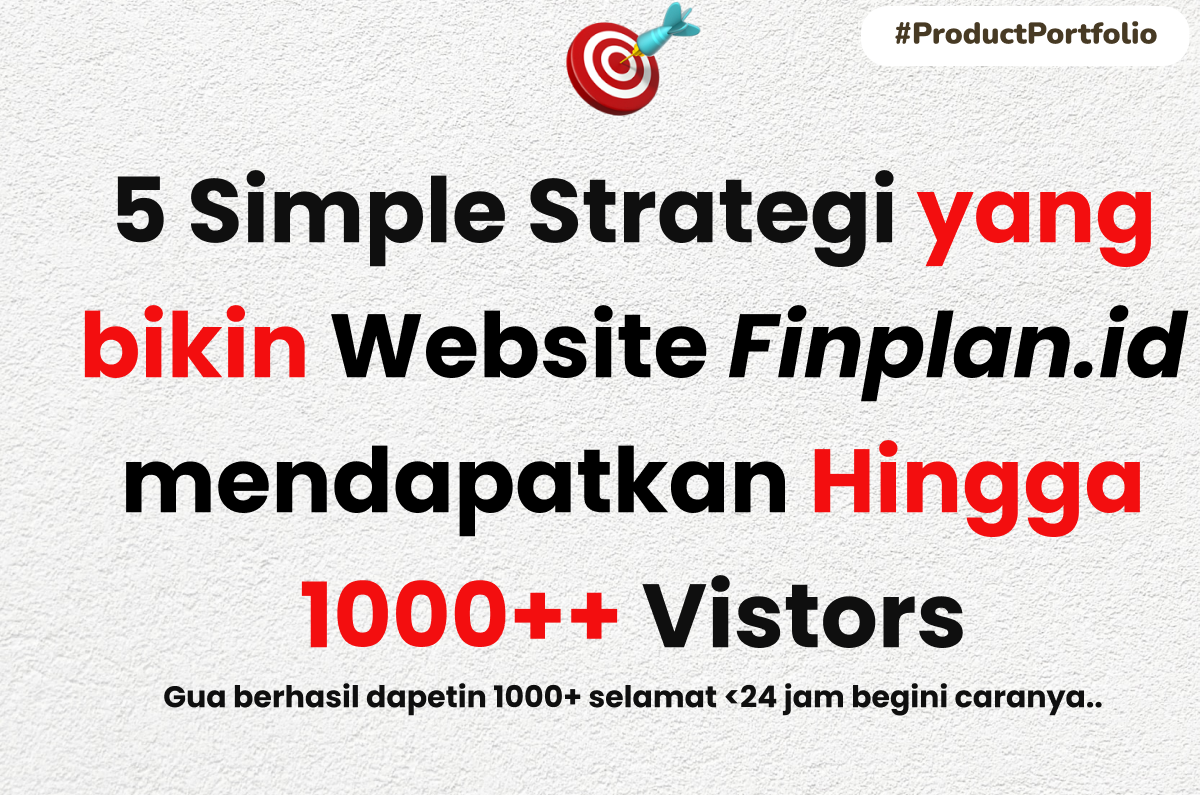 #ProductPortfolio
5 Simple Strategi yang
bikin Website Finplan.id
mendapatkan Hingga
1000++ Vistors
Gua berhasil dapetin 1000+ selamat <24 jam begini caranya..